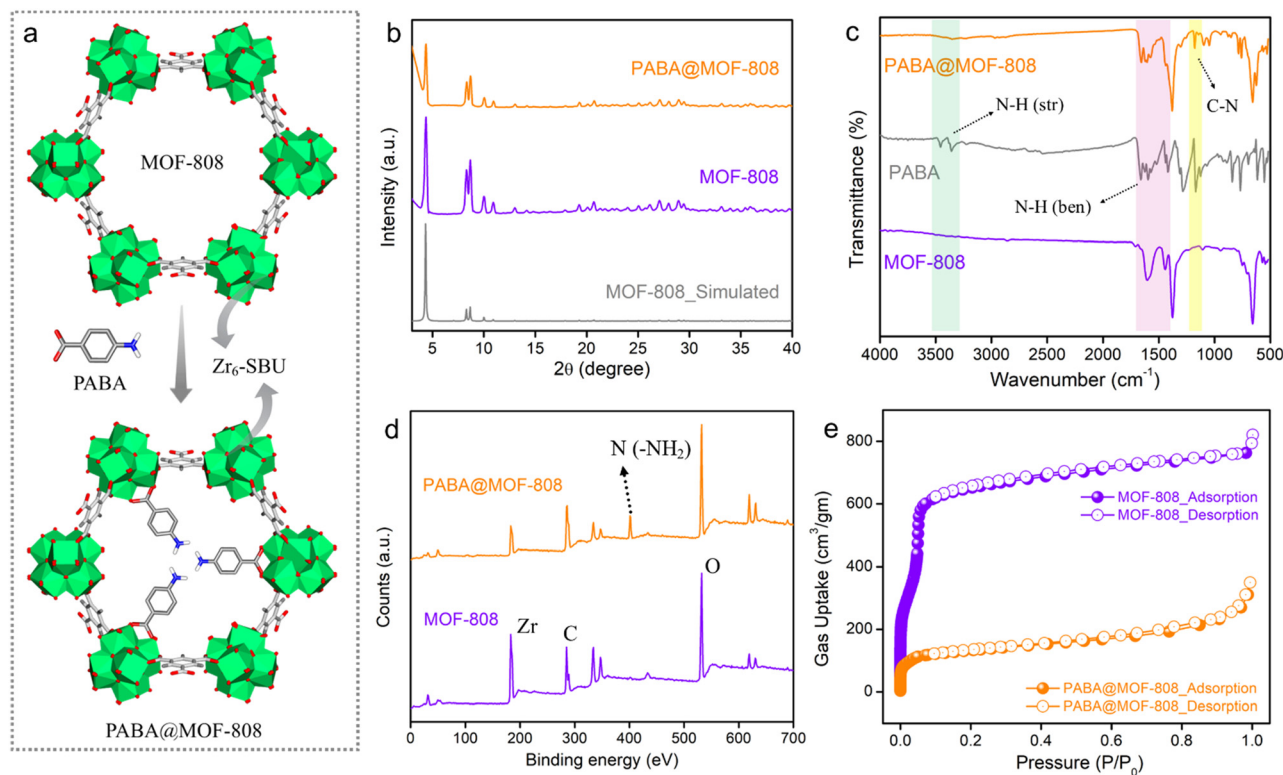 a
MOF-808
PABA
Zr6-SBU
PABA@MOF-808
b
PABA@MOF-808
MOF-808
MOF-808_Simulated
Intensity (a.u.)
5 10 15 20 25 30 35 40
2θ (degree)
c
PABA@MOF-808
N-H (str)
C-N
PABA
N-H (ben)
MOF-808
Transmittance (%)
4000 3500 3000 2500 2000 1500 1000 500
Wavenumber (cm⁻¹)
d
N (-NH₂)
PABA@MOF-808
O
MOF-808
Zr
C
Counts (a.u.)
0 100 200 300 400 500 600 700
Binding energy (eV)
e
800
600
400
200
0
MOF-808_Adsorption
MOF-808_Desorption
PABA@MOF-808_Adsorption
PABA@MOF-808_Desorption
Gas Uptake (cm³/gm)
0.0 0.2 0.4 0.6 0.8 1.0
Pressure (P/P₀)